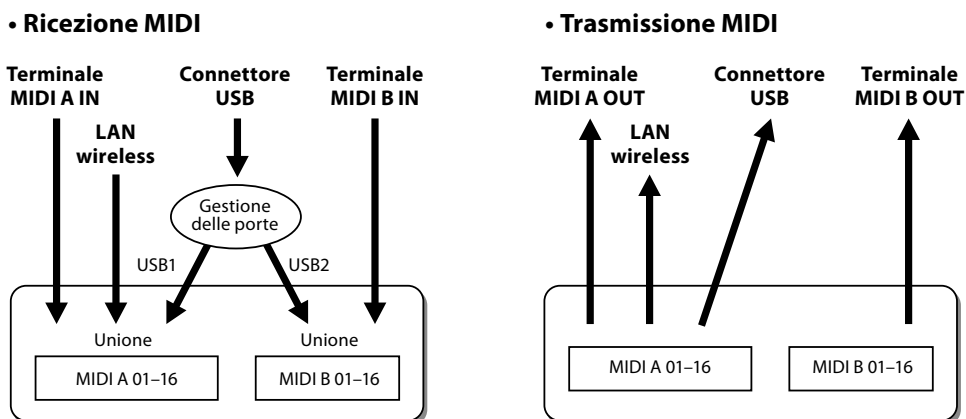 • Ricezione MIDI
Terminale
MIDI A IN
Connettore
USB
Terminale
MIDI B IN
LAN
wireless
Gestione
delle porte
USB1
USB2
Unione
Unione
MIDI A 01–16
MIDI B 01–16
• Trasmissione MIDI
Terminale
MIDI A OUT
Connettore
USB
Terminale
MIDI B OUT
LAN
wireless
MIDI A 01–16
MIDI B 01–16